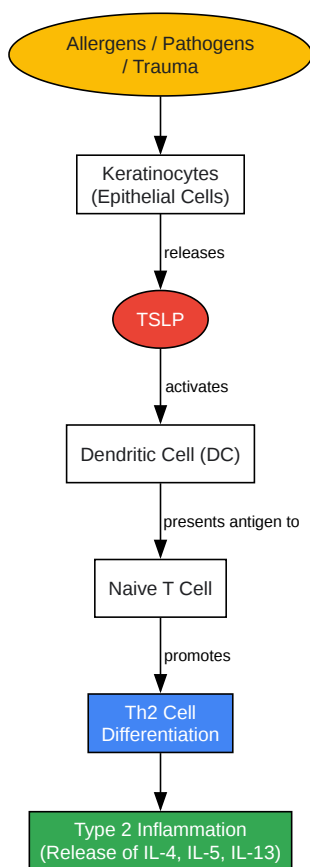 Allergens / Pathogens
/ Trauma
Keratinocytes
(Epithelial Cells)
releases
TSLP
activates
Dendritic Cell (DC)
presents antigen to
Naive T Cell
promotes
Th2 Cell
Differentiation
Type 2 Inflammation
(Release of IL-4, IL-5, IL-13)